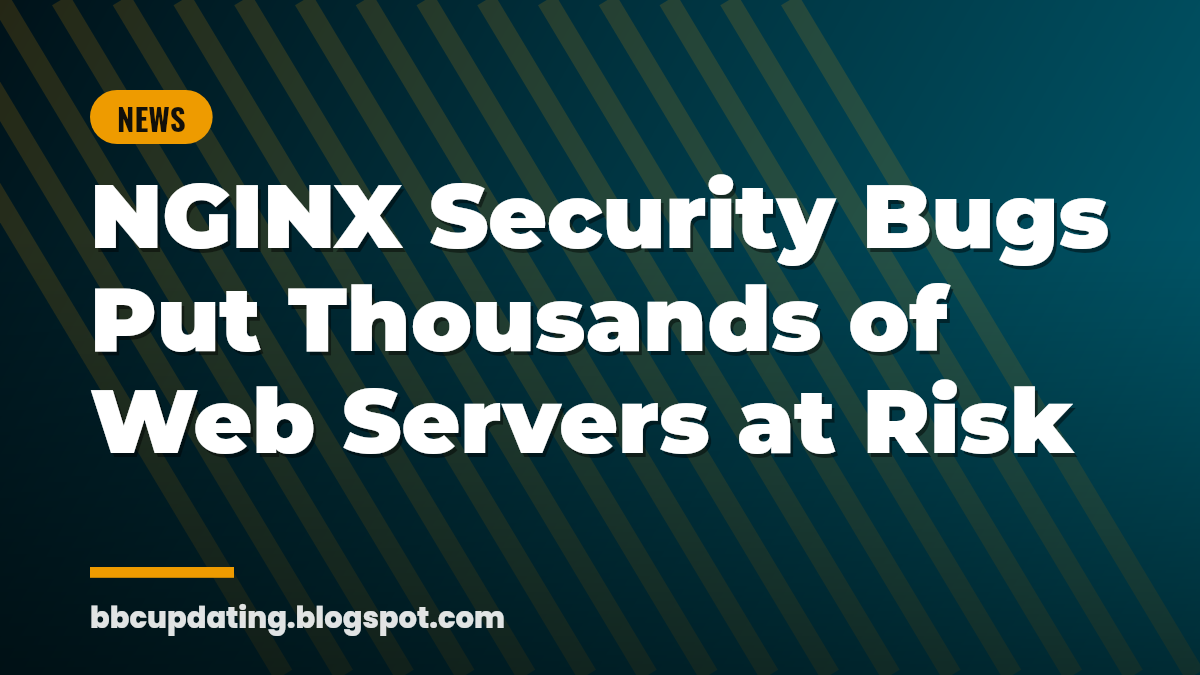 NEWS
NGINX Security Bugs
Put Thousands of
Web Servers at Risk
bbcupdating.blogspot.com